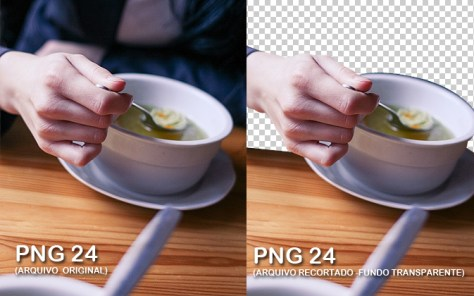 PNG 24
(ARQUIVO ORIGINAL)
PNG 24
(ARQUIVO RECORTADO FUNDO TRANSPARENTE)